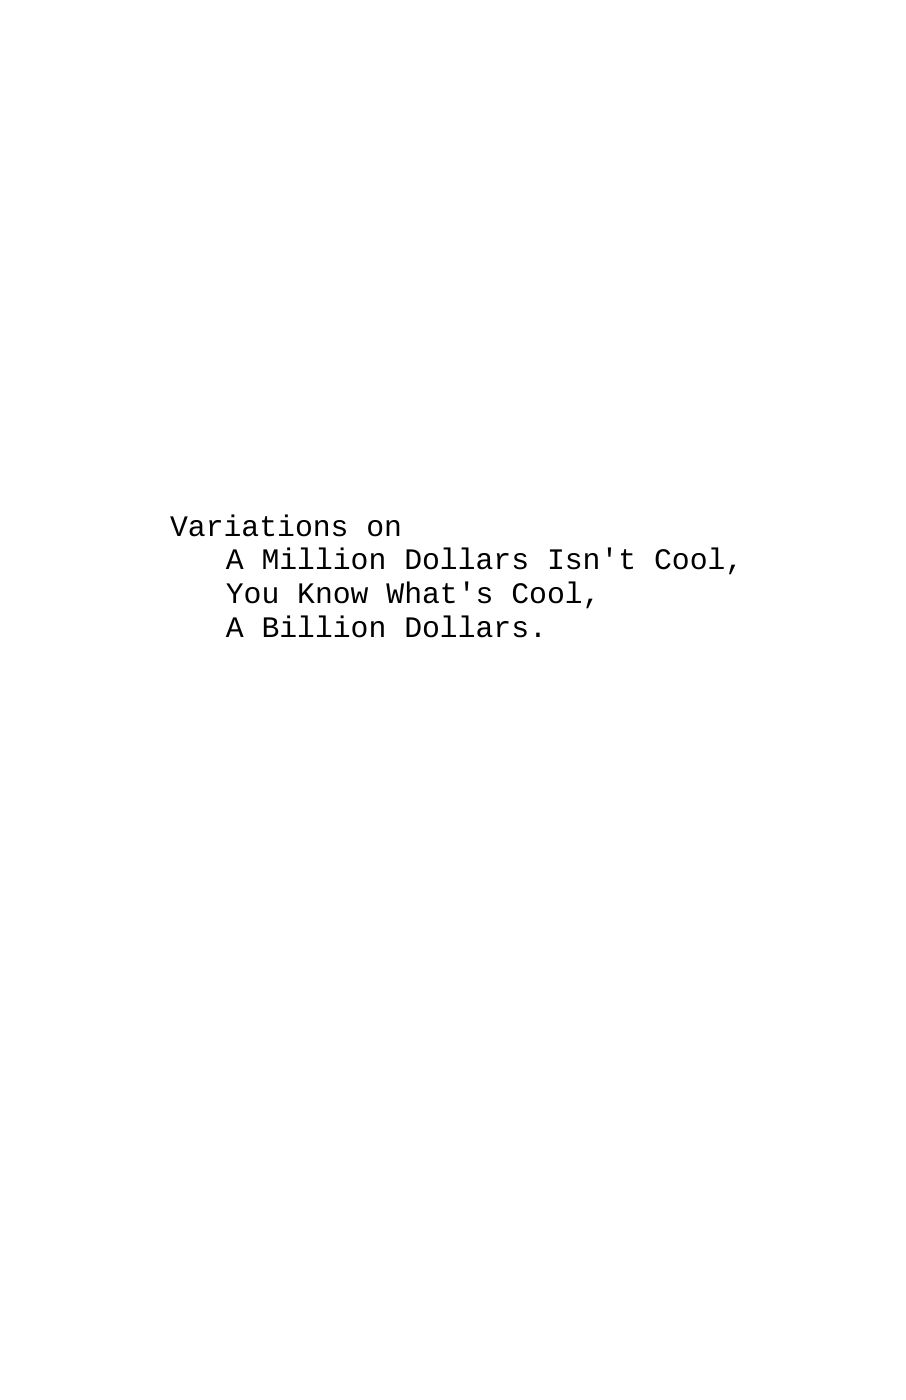 Variations on
A Million Dollars Isn't Cool,
You Know What's Cool,
A Billion Dollars.